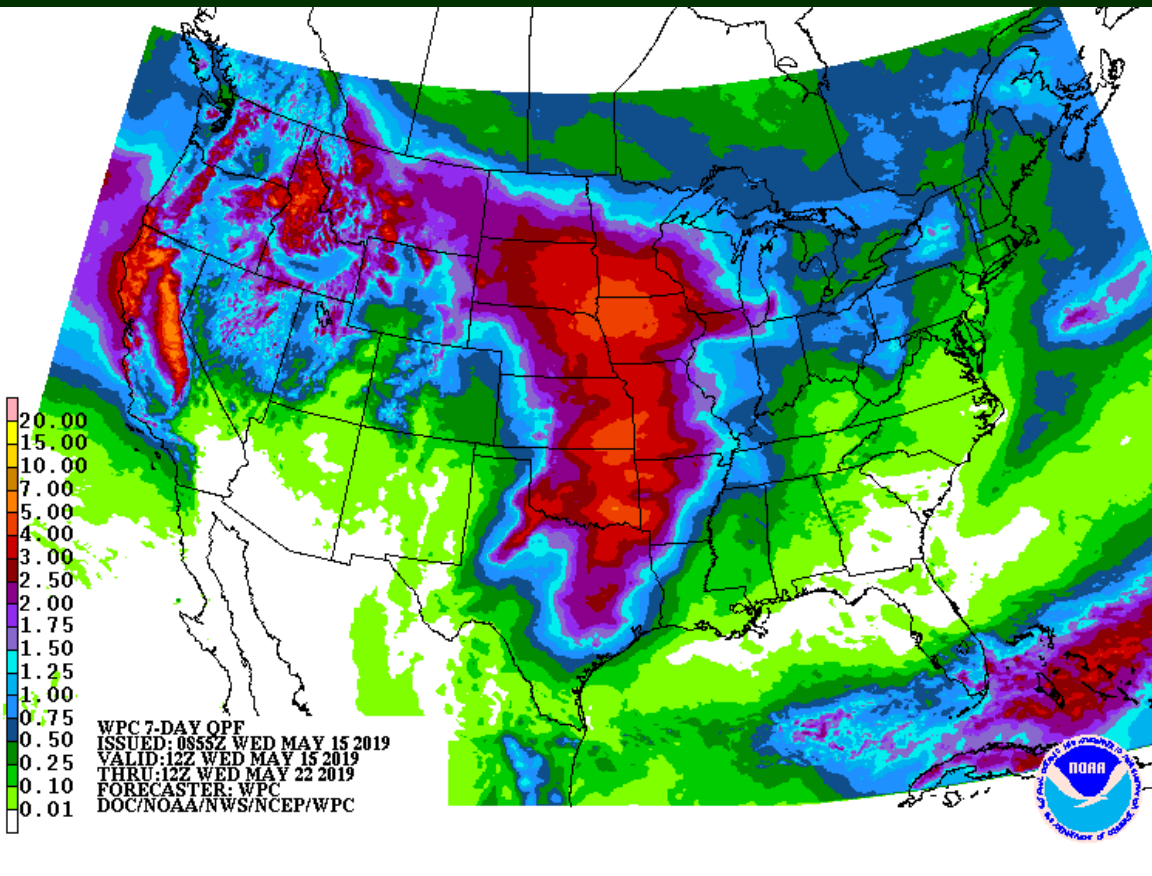 20.00
15.00
10.00
7.00
5.00
4.00
3.00
2.50
2.00
1.75
1.50
1.25
1.00
0.75
0.50
0.25
0.10
0.01
WPC 7-DAY QPF
ISSUED: 0855Z WED MAY 15 2019
VALID:12Z WED MAY 15 2019
THRU:12Z WED MAY 22 2019
FORECASTER: WPC
DOC/NOAA/NWS/NCEP/WPC
NOAA